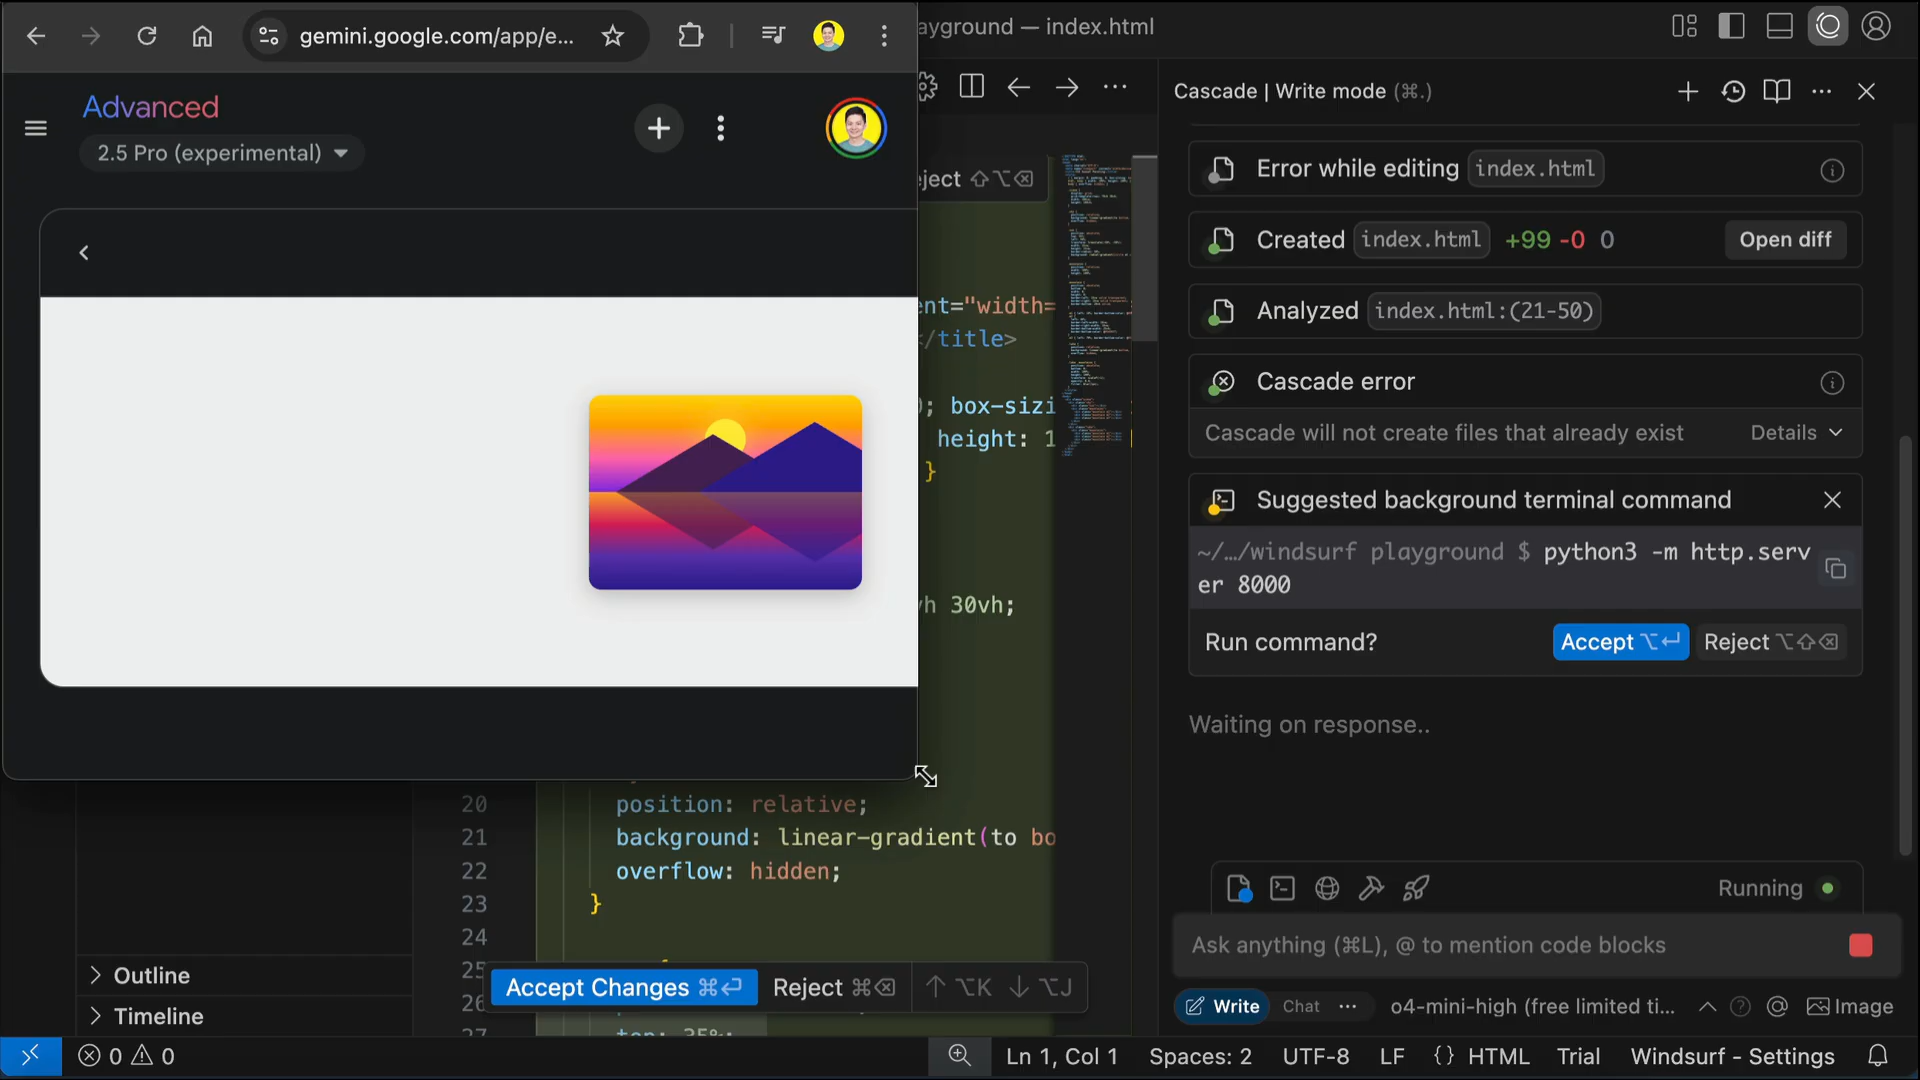 gemini.google.com/app/e...
ayground — index.html
Advanced
2.5 Pro (experimental)
Cascade | Write mode (⌘.)
eject ⇧⌥⌫
Error while editing index.html
Created index.html +99 -0 0
Open diff
Analyzed index.html:(21-50)
Cascade error
Cascade will not create files that already exist
Details
Suggested background terminal command
~/…/windsurf playground $ python3 -m http.serv
er 8000
Run command?
Accept ⌥↵
Reject ⌥⇧⌫
Waiting on response..
ent="width=
</title>
; box-sizi
height: 1
}
h 30vh;
20 position: relative;
21 background: linear-gradient(to bo
22 overflow: hidden;
23 }
24
25
26
27 top: 35%;
Accept Changes ⌘↵
Reject ⌘⌫
↑ ⌥K ↓ ⌥J
Outline
Timeline
Running
Ask anything (⌘L), @ to mention code blocks
Write
Chat
o4-mini-high (free limited ti...
Image
0 0
Ln 1, Col 1
Spaces: 2
UTF-8
LF
{} HTML
Trial
Windsurf - Settings